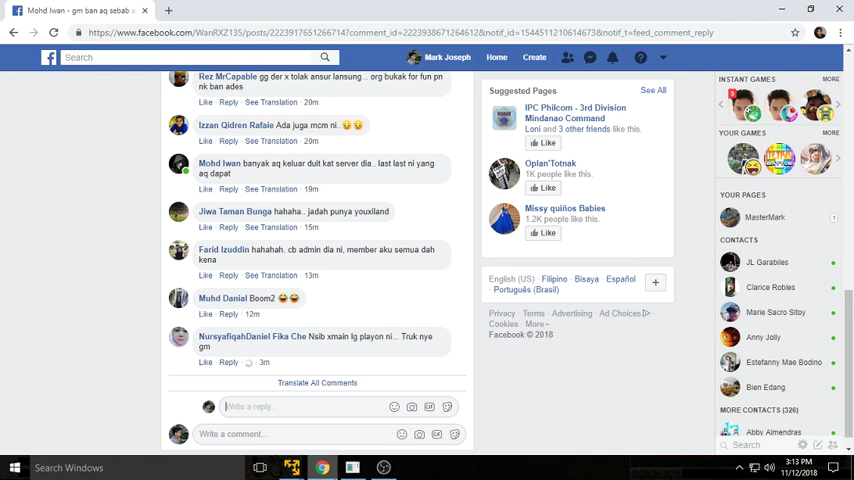 Mohd Iwan - gm ban aq sebab a
https://www.facebook.com/WanRXZ135/posts/2223917651266714?comment_id=2223938671264612&notif_id=1544511210614673&notif_t=feed_comment_reply
Search
Mark Joseph
Home
Create
Rez MrCapable gg der x tolak ansur lansung... org bukak for fun pn
nk ban ades
Like · Reply · See Translation · 20m
Izzan Qidren Rafaie Ada juga mcm ni..😡😡
Like · Reply · See Translation · 20m
Mohd Iwan banyak aq keluar duit kat server dia.. last last ni yang
aq dapat
Like · Reply · See Translation · 19m
Jiwa Taman Bunga hahaha.. jadah punya youxiland
Like · Reply · See Translation · 15m
Farid Izuddin hahahah. cb admin dia ni, member aku semua dah
kena
Like · Reply · See Translation · 13m
Muhd Danial Boom2 😂😂
Like · Reply · 12m
NursyafiqahDaniel Fika Che Nsib xmain lg playon ni... Truk nye
gm
Like · Reply · 3m
Translate All Comments
Write a reply...
Write a comment...
Suggested Pages
See All
IPC Philcom - 3rd Division
Mindanao Command
Loni and 3 other friends like this.
Like
Oplan'Totnak
1K people like this.
Like
Missy quiños Babies
1.2K people like this.
Like
English (US) · Filipino · Bisaya · Español
· Português (Brasil)
Privacy · Terms · Advertising · Ad Choices
Cookies · More
Facebook © 2018
INSTANT GAMES
MORE
3
YOUR GAMES
MORE
YOUR PAGES
MasterMark
1
CONTACTS
JL Garabiles
Clarice Robles
Marie Sacro Sitoy
Anny Jolly
Estefanny Mae Bodino
Bien Edang
MORE CONTACTS (326)
Abby Almendras
Search
Search Windows
3:13 PM
11/12/2018